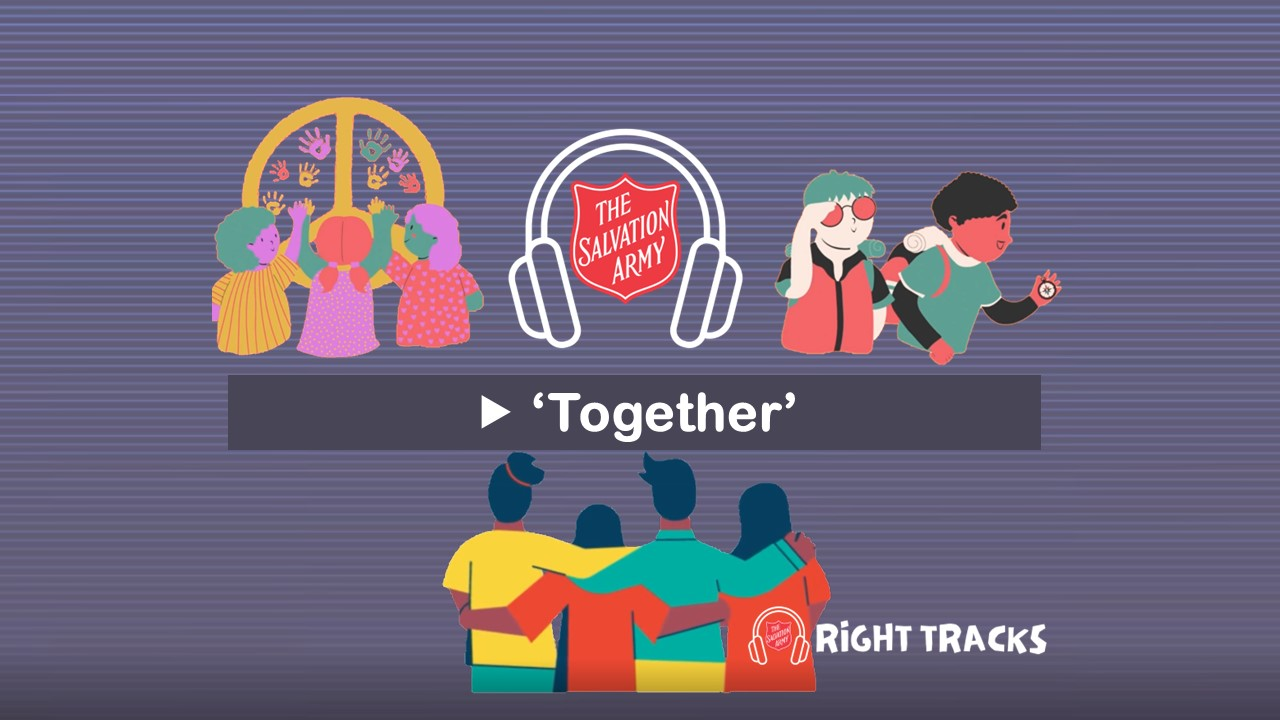 THE
SALVATION
ARMY
‘Together’
THE
SALVATION
ARMY
RiGHT TRACKS